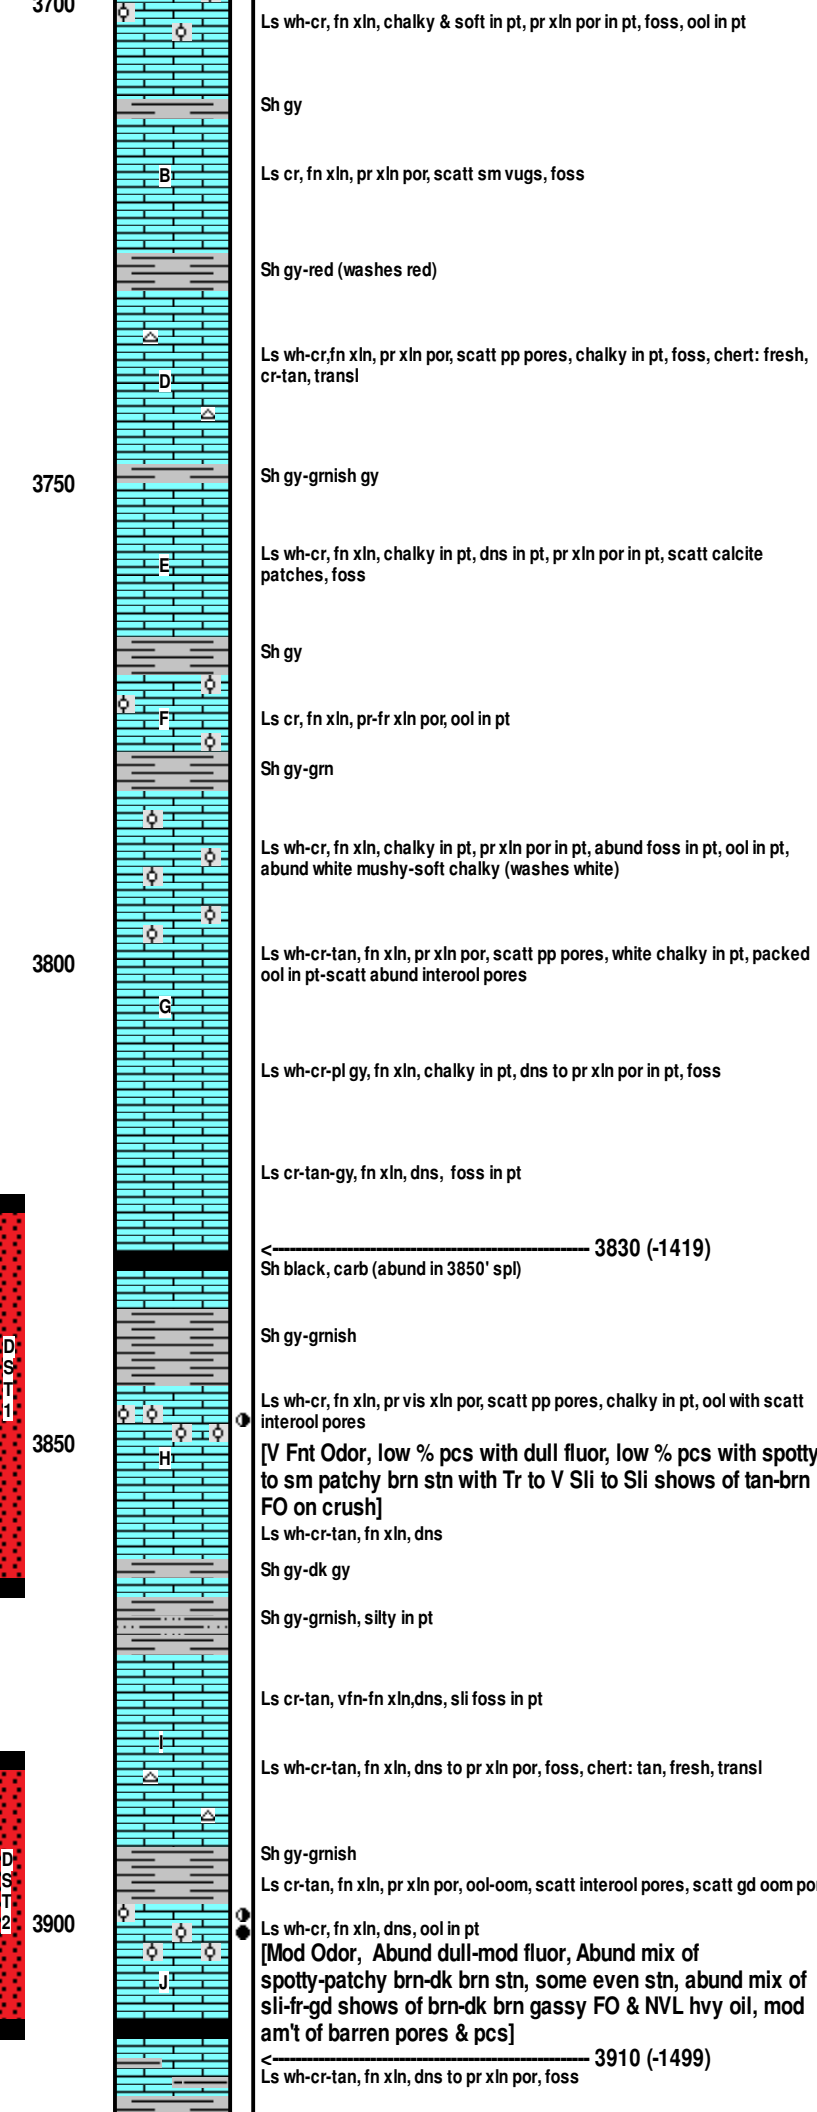 3700
Ls wh-cr, fn xln, chalky & soft in pt, pr xln por in pt, foss, ool in pt
Sh gy
B
Ls cr, fn xln, pr xln por, scatt sm vugs, foss
Sh gy-red (washes red)
Ls wh-cr,fn xln, pr xln por, scatt pp pores, chalky in pt, foss, chert: fresh,
cr-tan, transl
D
Sh gy-grnish gy
3750
Ls wh-cr, fn xln, chalky in pt, dns in pt, pr xln por in pt, scatt calcite
patches, foss
E
Sh gy
F
Ls cr, fn xln, pr-fr xln por, ool in pt
Sh gy-grn
Ls wh-cr, fn xln, chalky in pt, pr xln por in pt, abund foss in pt, ool in pt,
abund white mushy-soft chalky (washes white)
Ls wh-cr-tan, fn xln, pr xln por, scatt pp pores, white chalky in pt, packed
ool in pt-scatt abund interool pores
3800
G
Ls wh-cr-pl gy, fn xln, chalky in pt, dns to pr xln por in pt, foss
Ls cr-tan-gy, fn xln, dns, foss in pt
<---------------------------------------------------------- 3830 (-1419)
Sh black, carb (abund in 3850' spl)
Sh gy-grnish
D
S
T
1
Ls wh-cr, fn xln, pr vis xln por, scatt pp pores, chalky in pt, ool with scatt
interool pores
3850
H
[V Fnt Odor, low % pcs with dull fluor, low % pcs with spotty
to sm patchy brn stn with Tr to V Sli to Sli shows of tan-brn
FO on crush]
Ls wh-cr-tan, fn xln, dns
Sh gy-dk gy
Sh gy-grnish, silty in pt
Ls cr-tan, vfn-fn xln,dns, sli foss in pt
I
Ls wh-cr-tan, fn xln, dns to pr xln por, foss, chert: tan, fresh, transl
Sh gy-grnish
D
S
T
2
Ls cr-tan, fn xln, pr xln por, ool-oom, scatt interool pores, scatt gd oom por
3900
Ls wh-cr, fn xln, dns, ool in pt
[Mod Odor, Abund dull-mod fluor, Abund mix of
spotty-patchy brn-dk brn stn, some even stn, abund mix of
sli-fr-gd shows of brn-dk brn gassy FO & NVL hvy oil, mod
am't of barren pores & pcs]
J
<---------------------------------------------------------- 3910 (-1499)
Ls wh-cr-tan, fn xln, dns to pr xln por, foss